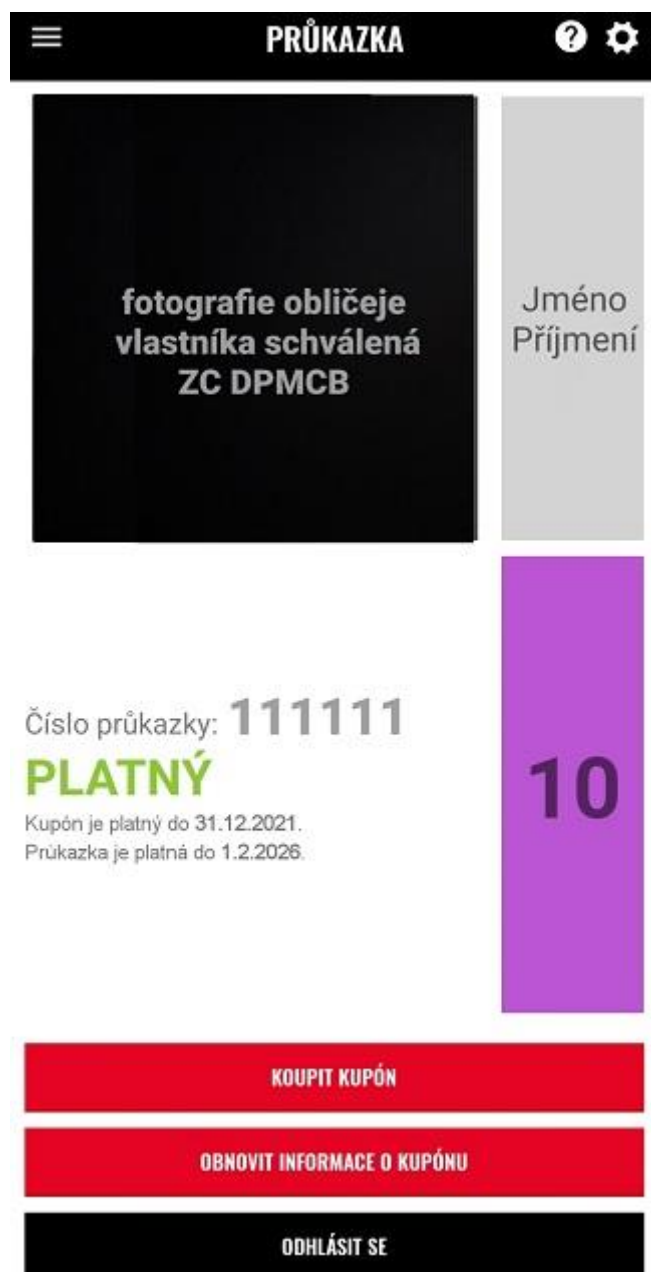 PRŮKAZKA
fotografie obličeje
vlastníka schválená
ZC DPMCB
Jméno
Příjmení
Číslo průkazky: 111111
PLATNÝ
Kupón je platný do 31.12.2021.
Průkazka je platná do 1.2.2026.
10
KOUPIT KUPÓN
OBNOVIT INFORMACE O KUPÓNU
ODHLÁSIT SE